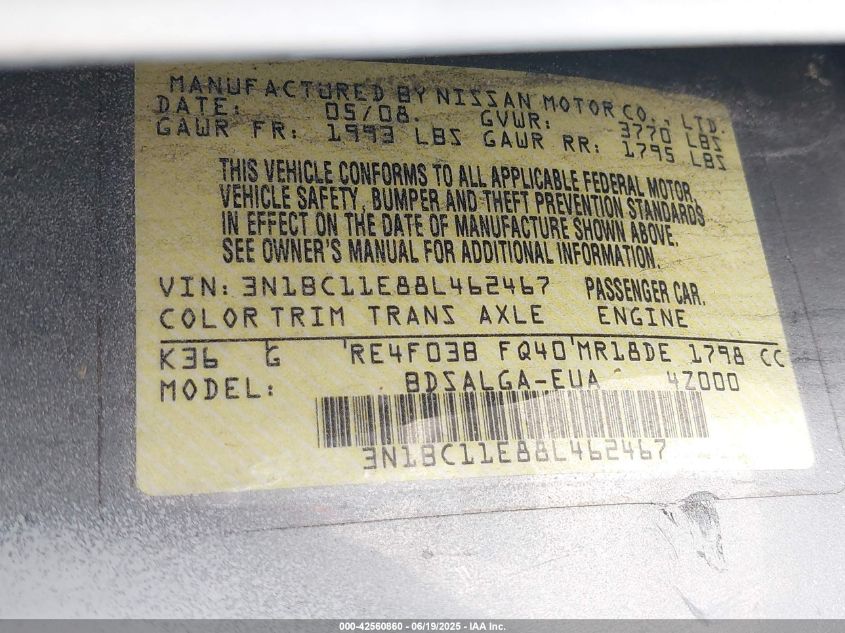 MANUFACTURED BY NISSAN MOTOR CO., LTD.
DATE: 05/08. GVWR: 3770 LBS
GAWR FR: 1993 LBS GAWR RR: 1795 LBS
THIS VEHICLE CONFORMS TO ALL APPLICABLE FEDERAL MOTOR
VEHICLE SAFETY, BUMPER AND THEFT PREVENTION STANDARDS
IN EFFECT ON THE DATE OF MANUFACTURE SHOWN ABOVE.
SEE OWNER'S MANUAL FOR ADDITIONAL INFORMATION.
VIN: 3N1BC11E88L462467 PASSENGER CAR.
COLOR TRIM TRANS AXLE ENGINE
K36 G RE4F03B FQ40 MR18DE 1798 CC
MODEL: BDSALGA-EUA 4Z000
3N1BC11E88L462467
000-42560860 - 06/19/2025 - IAA Inc.